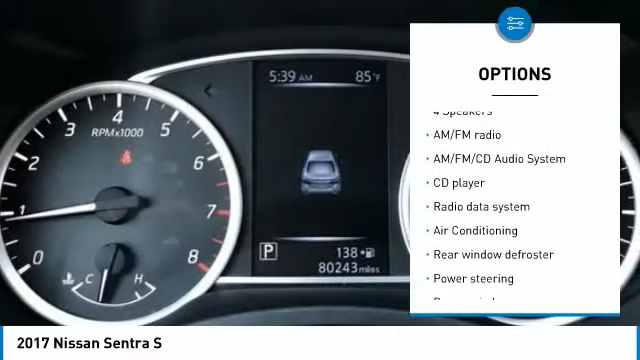 5:39 AM 85°F
RPMx1000
0 1 2 3 4 5 6 7 8
C H
P 138
80243 miles
OPTIONS
4 Speakers
AM/FM radio
AM/FM/CD Audio System
CD player
Radio data system
Air Conditioning
Rear window defroster
Power steering
2017 Nissan Sentra S